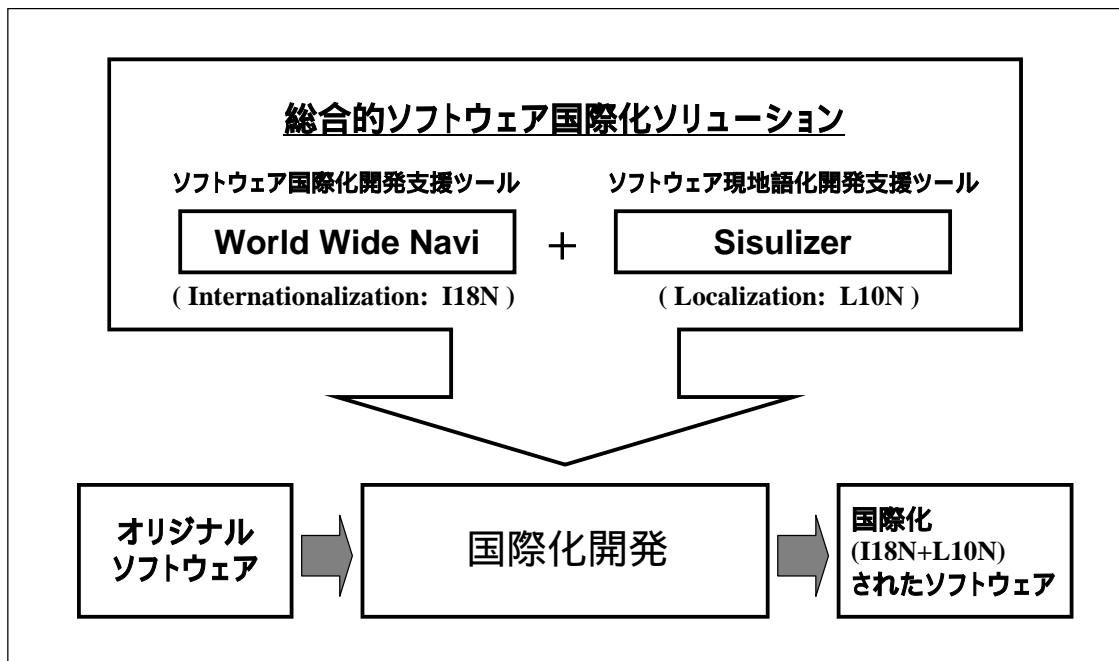 総合的ソフトウェア国際化ソリューション
ソフトウェア国際化開発支援ツール
World Wide Navi
( Internationalization: I18N )
+
ソフトウェア現地語化開発支援ツール
Sisulizer
( Localization: L10N )
オリジナル
ソフトウェア
国際化開発
国際化
(I18N+L10N)
されたソフトウェア